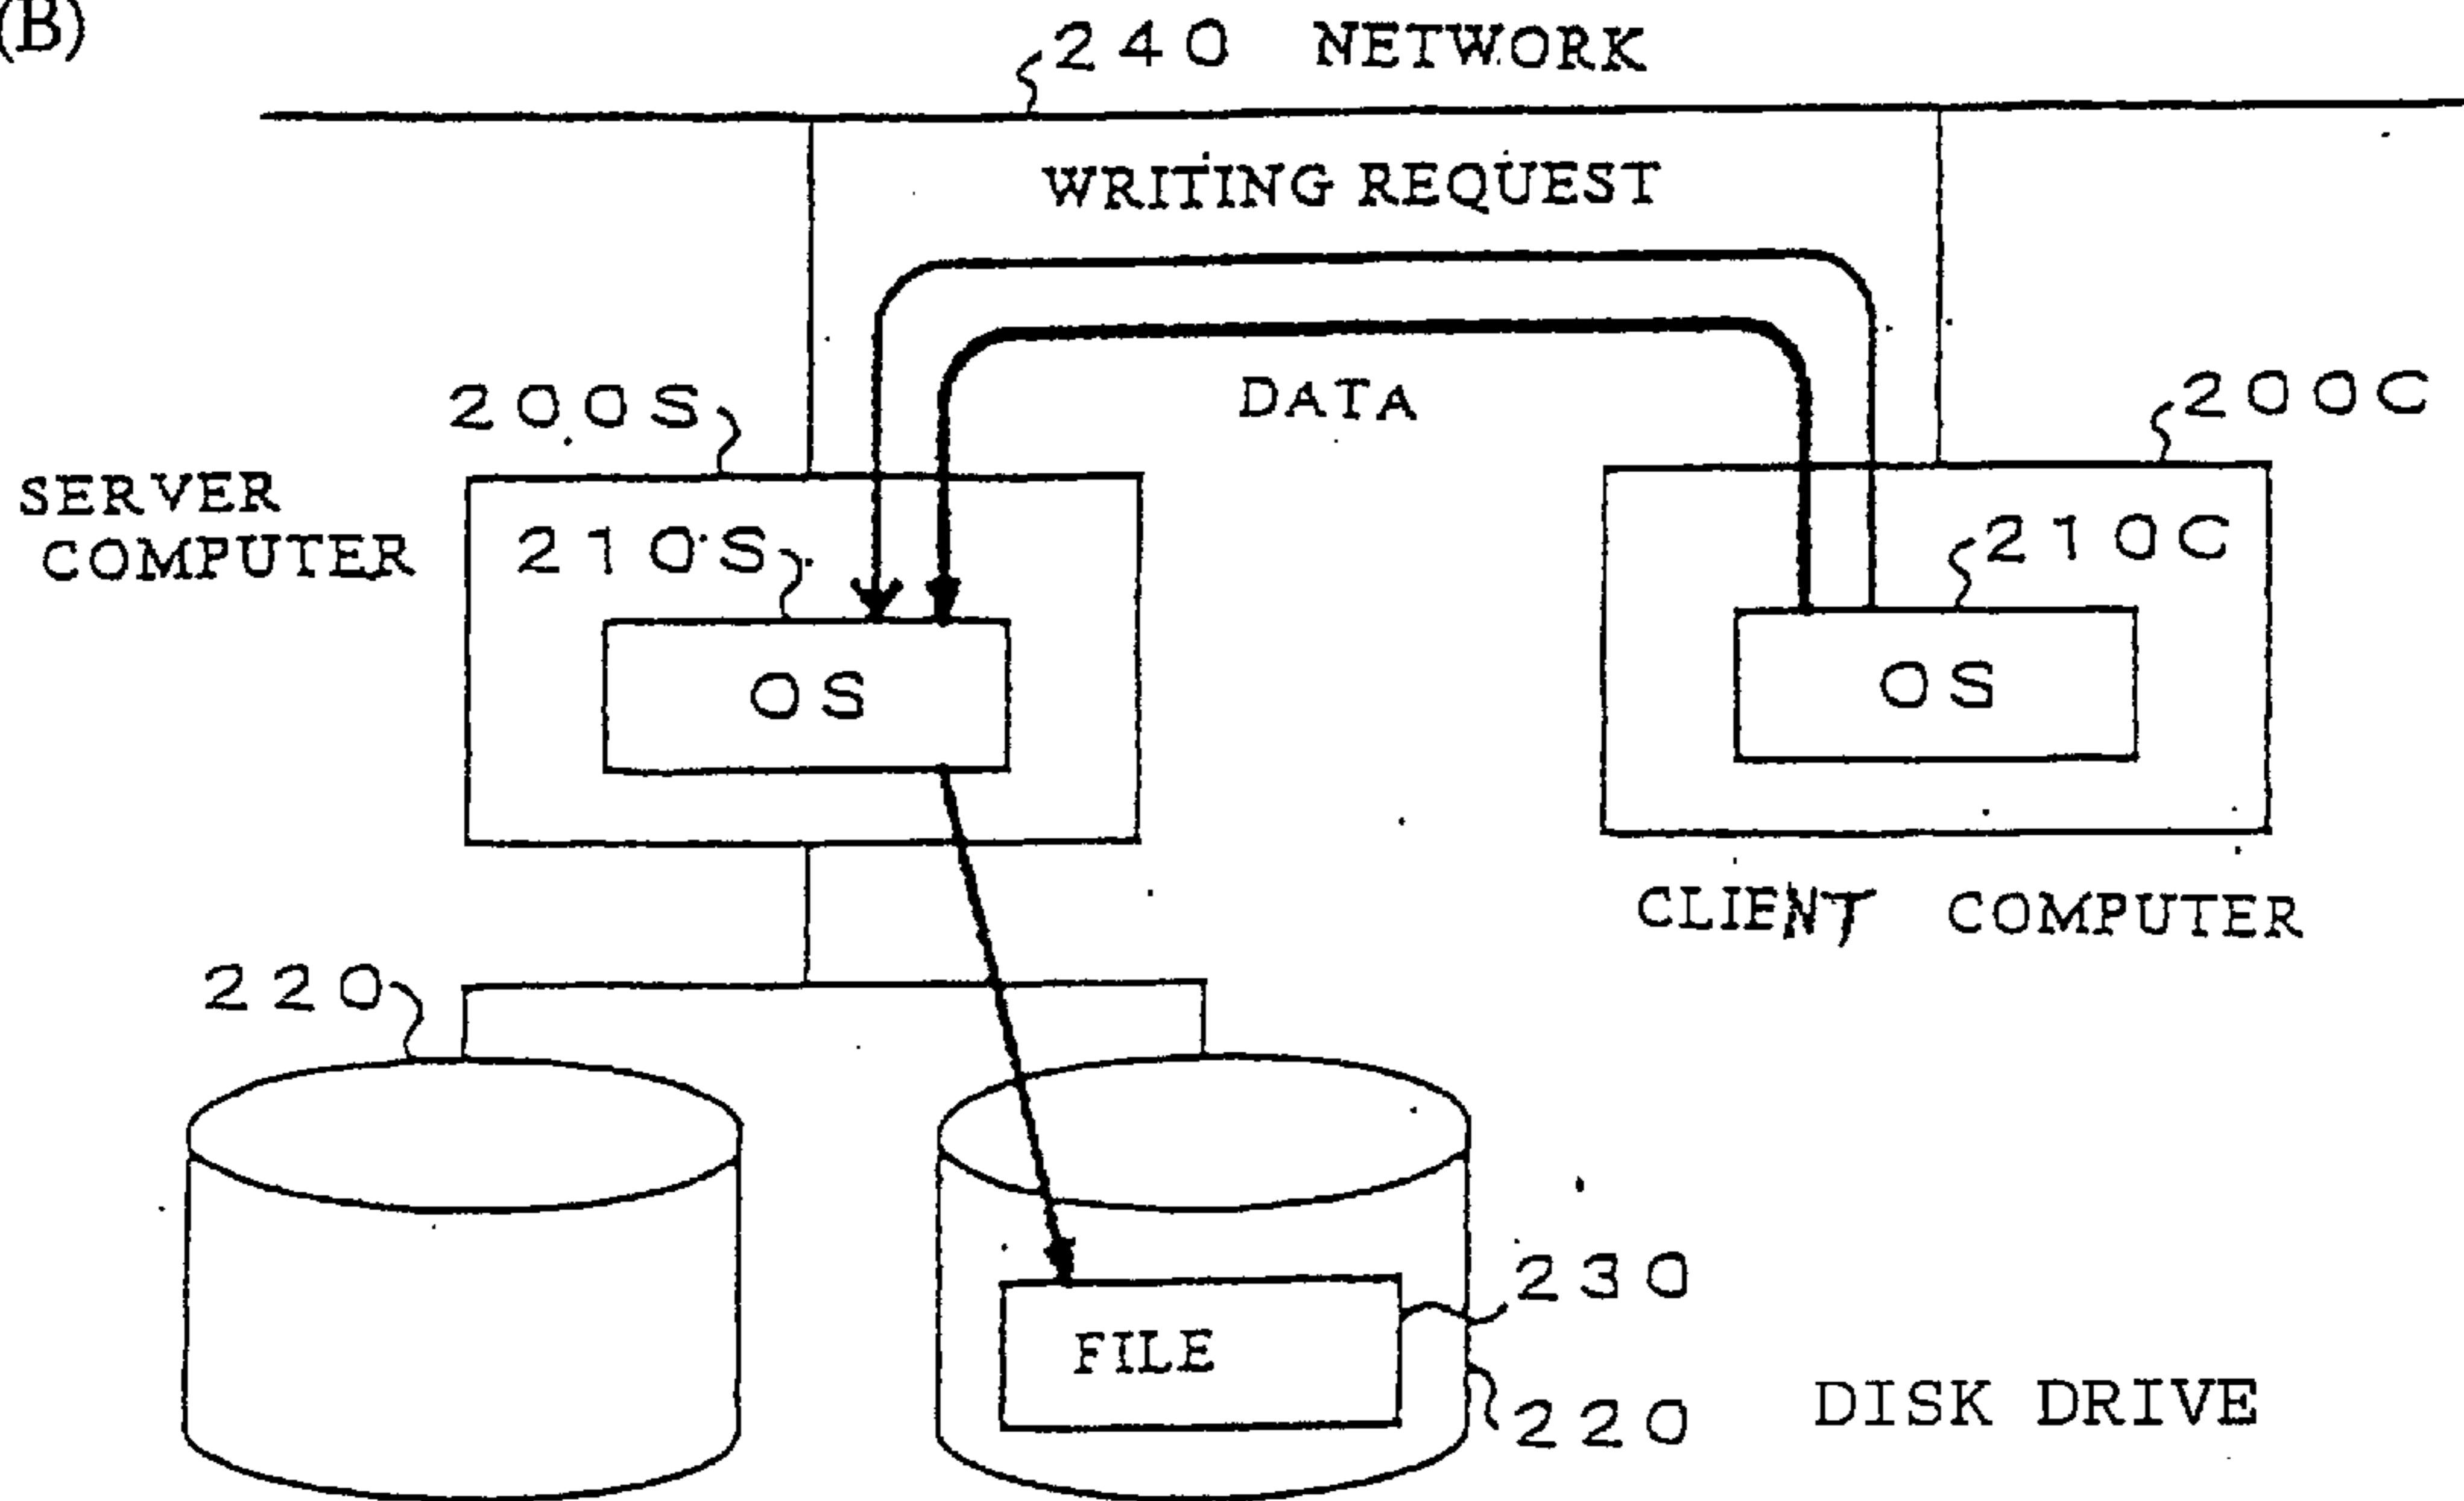 (B)
240 NETWORK
WRITING REQUEST
DATA
200S
200C
SERVER
COMPUTER
210S
210C
OS
OS
CLIENT COMPUTER
220
230
FILE
220 DISK DRIVE